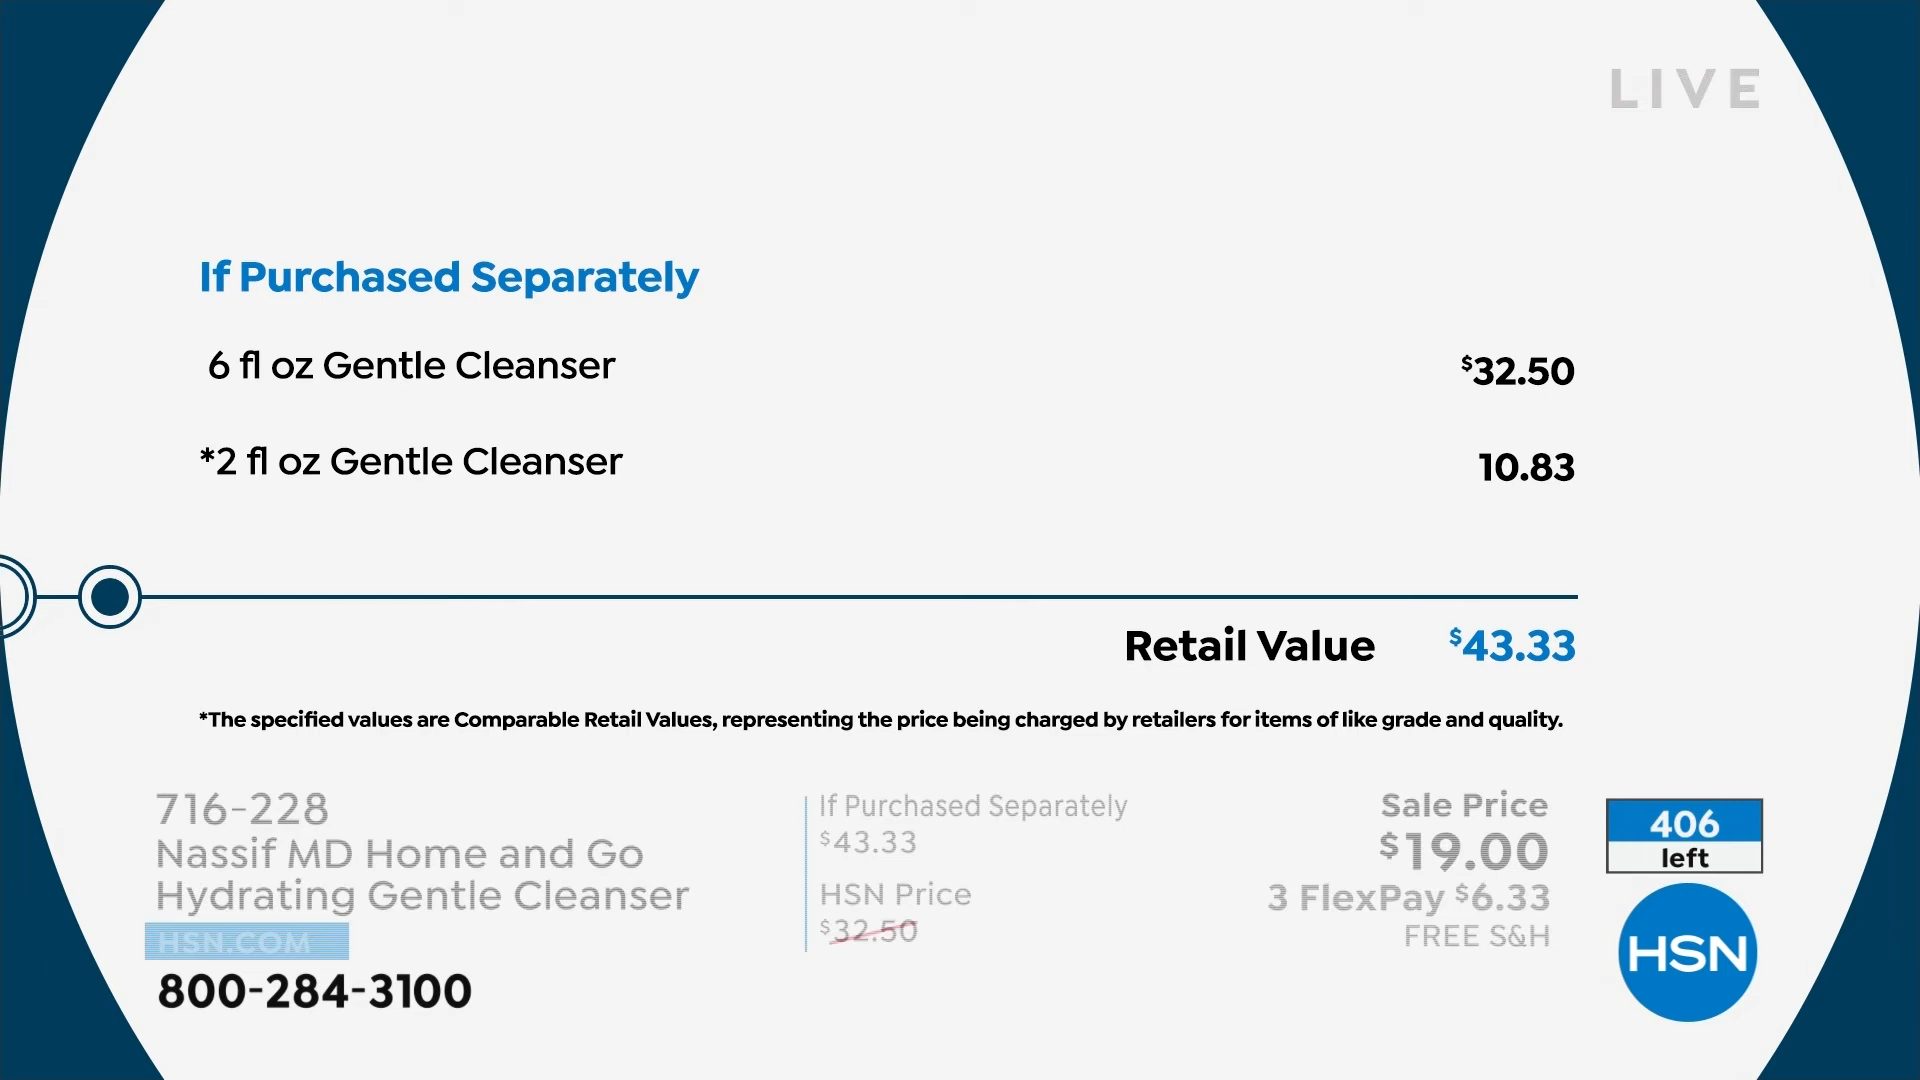 LIVE
If Purchased Separately
6 fl oz Gentle Cleanser $32.50
*2 fl oz Gentle Cleanser 10.83
Retail Value $43.33
*The specified values are Comparable Retail Values, representing the price being charged by retailers for items of like grade and quality.
716-228
Nassif MD Home and Go
Hydrating Gentle Cleanser
HSN.COM
800-284-3100
If Purchased Separately
$43.33
HSN Price
$32.50
Sale Price
$19.00
3 FlexPay $6.33
FREE S&H
406
left
HSN